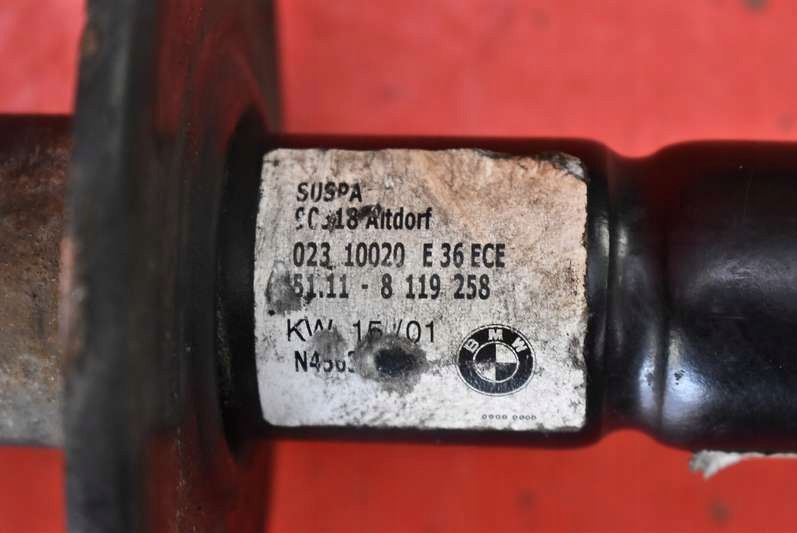 SUSPA
Altdorf
023 10020 E 36 ECE
51.11 - 8 119 258
KW 15/01
BMW